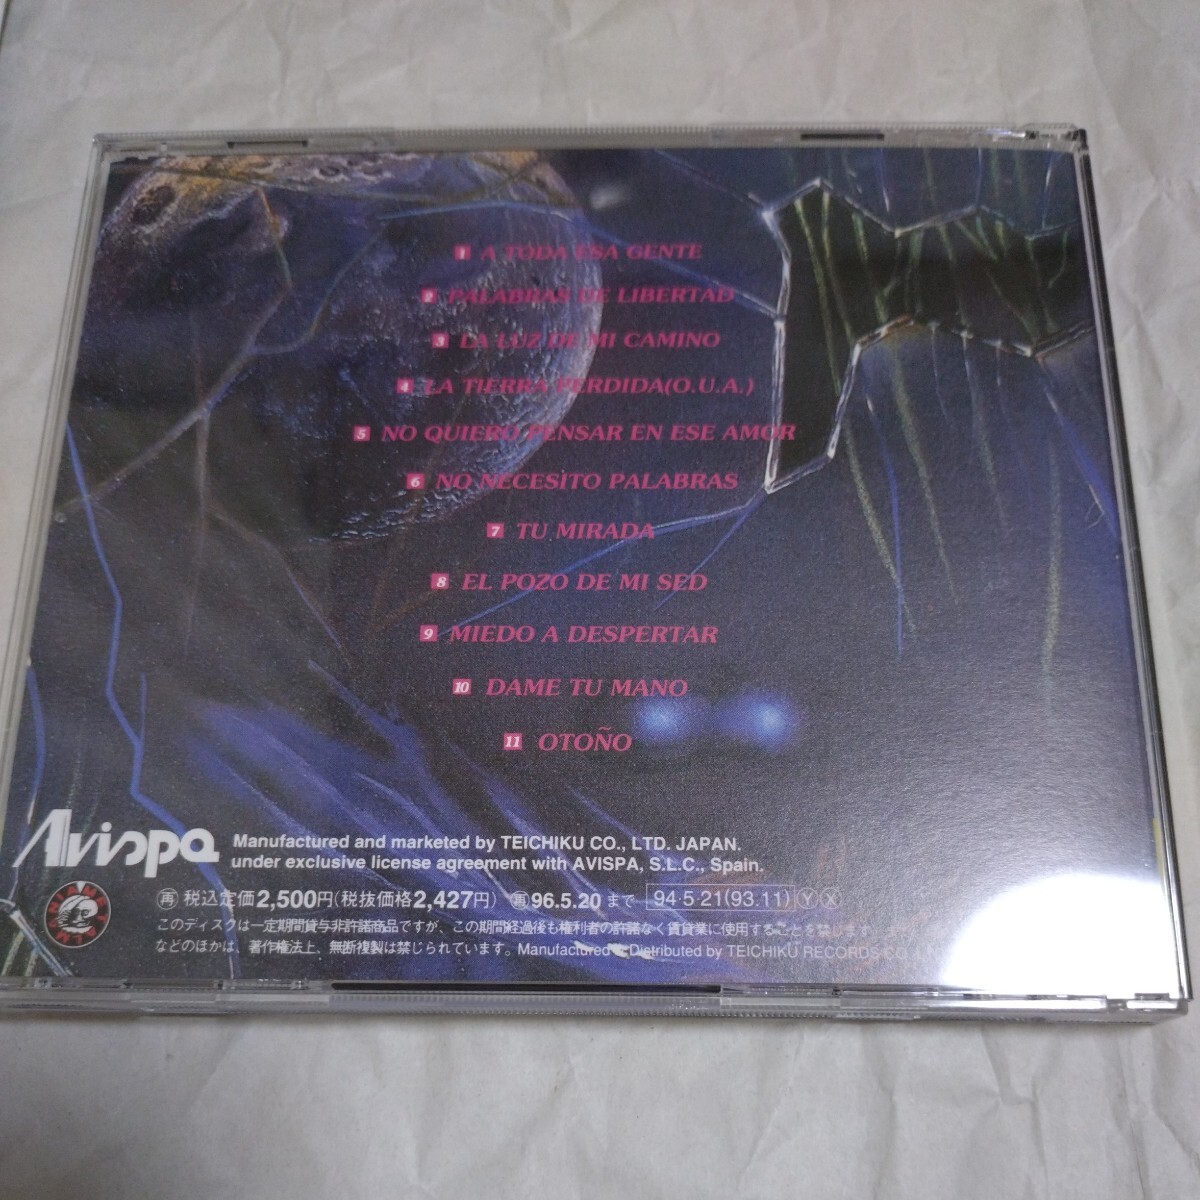 1 A TODA ESA GENTE
2 PALABRAS DE LIBERTAD
3 LA LUZ DE MI CAMINO
4 LA TIERRA PERDIDA(O.U.A.)
5 NO QUIERO PENSAR EN ESE AMOR
6 NO NECESITO PALABRAS
7 TU MIRADA
8 EL POZO DE MI SED
9 MIEDO A DESPERTAR
10 DAME TU MANO
11 OTOÑO
Avispa
Manufactured and marketed by TEICHIKU CO., LTD. JAPAN.
under exclusive license agreement with AVISPA, S.L.C., Spain.
再 税込定価2,500円(税抜価格2,427円) 再96.5.20まで 94·5·21(93.11) Ⓨ Ⓧ
このディスクは一定期間貸与非許諾商品ですが、この期間経過後も権利者の許諾なく賃貸業に使用することを禁じます。
などのほかは、著作権法上、無断複製は禁じられています。Manufactured & Distributed by TEICHIKU RECORDS CO.